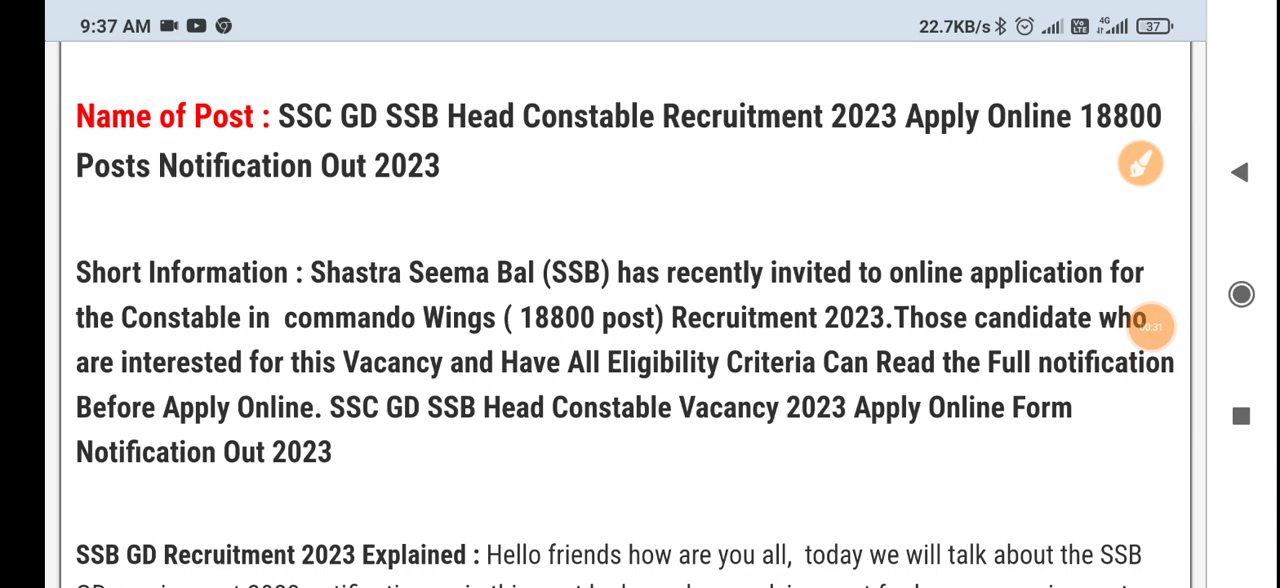 9:37 AM 22.7KB/s Vo LTE 4G 37
Name of Post : SSC GD SSB Head Constable Recruitment 2023 Apply Online 18800
Posts Notification Out 2023
Short Information : Shastra Seema Bal (SSB) has recently invited to online application for
the Constable in commando Wings ( 18800 post) Recruitment 2023.Those candidate who
00:31
are interested for this Vacancy and Have All Eligibility Criteria Can Read the Full notification
Before Apply Online. SSC GD SSB Head Constable Vacancy 2023 Apply Online Form
Notification Out 2023
SSB GD Recruitment 2023 Explained : Hello friends how are you all, today we will talk about the SSB